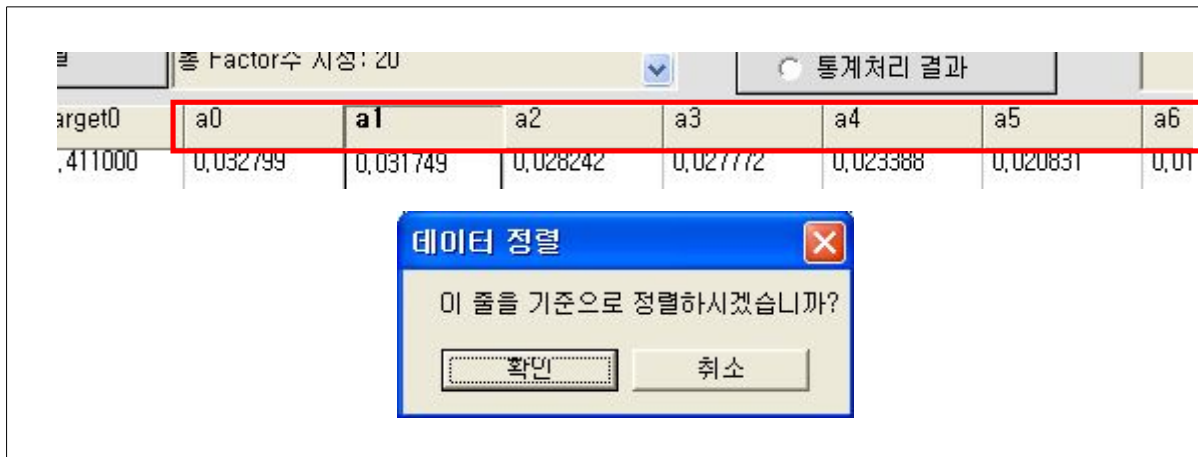 총 Factor수 지정: 20
통계처리 결과
arget0 a0 a1 a2 a3 a4 a5 a6
,411000 0,032799 0,031749 0,028242 0,027772 0,023388 0,020831 0,01
데이터 정렬
이 줄을 기준으로 정렬하시겠습니까?
확인 취소